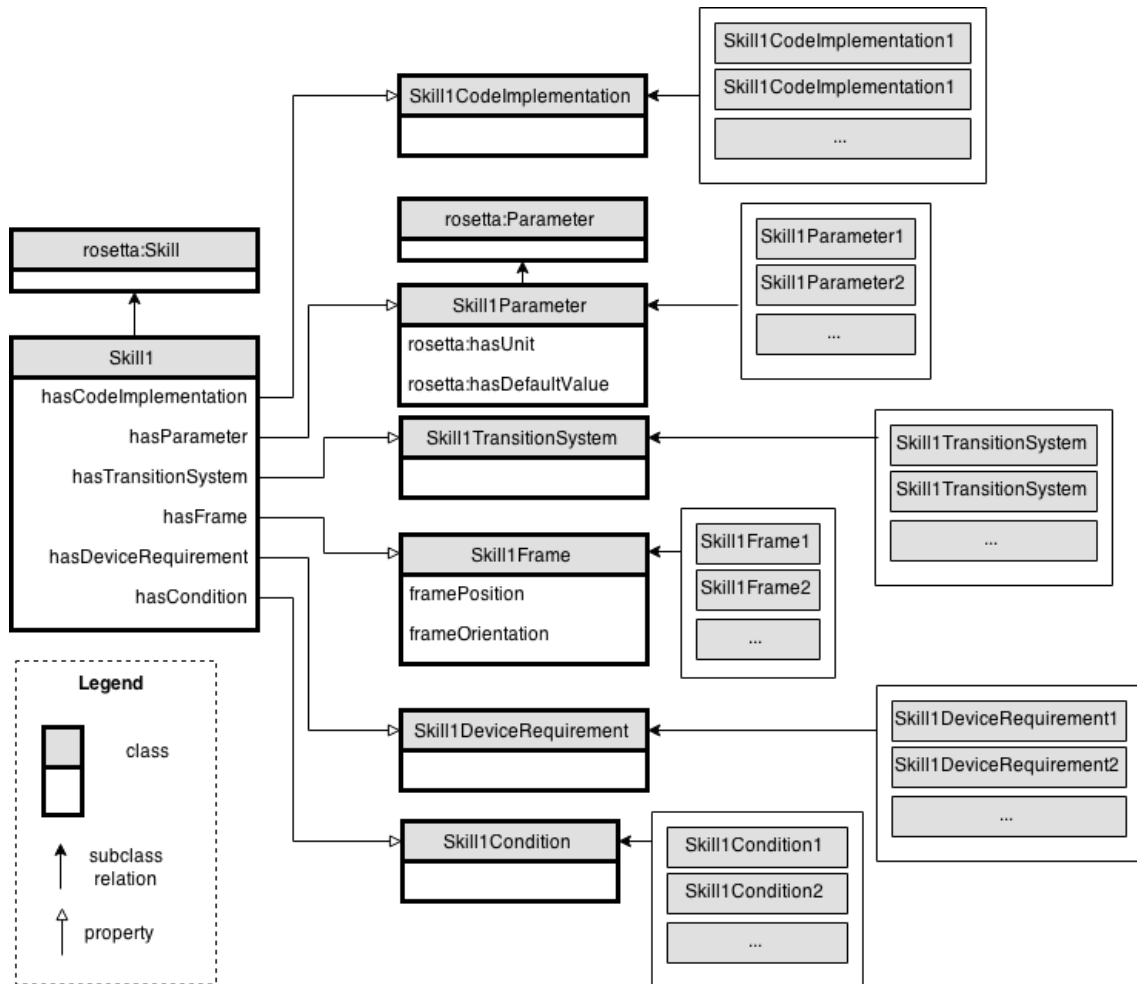 Skill1CodeImplementation1
Skill1CodeImplementation
Skill1CodeImplementation1
...
rosetta:Parameter
Skill1Parameter1
rosetta:Skill
Skill1Parameter2
Skill1Parameter
...
rosetta:hasUnit
Skill1
rosetta:hasDefaultValue
hasCodeImplementation
hasParameter
Skill1TransitionSystem
Skill1TransitionSystem
hasTransitionSystem
Skill1TransitionSystem
hasFrame
...
Skill1Frame1
hasDeviceRequirement
Skill1Frame
Skill1Frame2
hasCondition
framePosition
frameOrientation
...
Legend
class
subclass
relation
property
Skill1DeviceRequirement
Skill1DeviceRequirement1
Skill1DeviceRequirement2
...
Skill1Condition
Skill1Condition1
Skill1Condition2
...